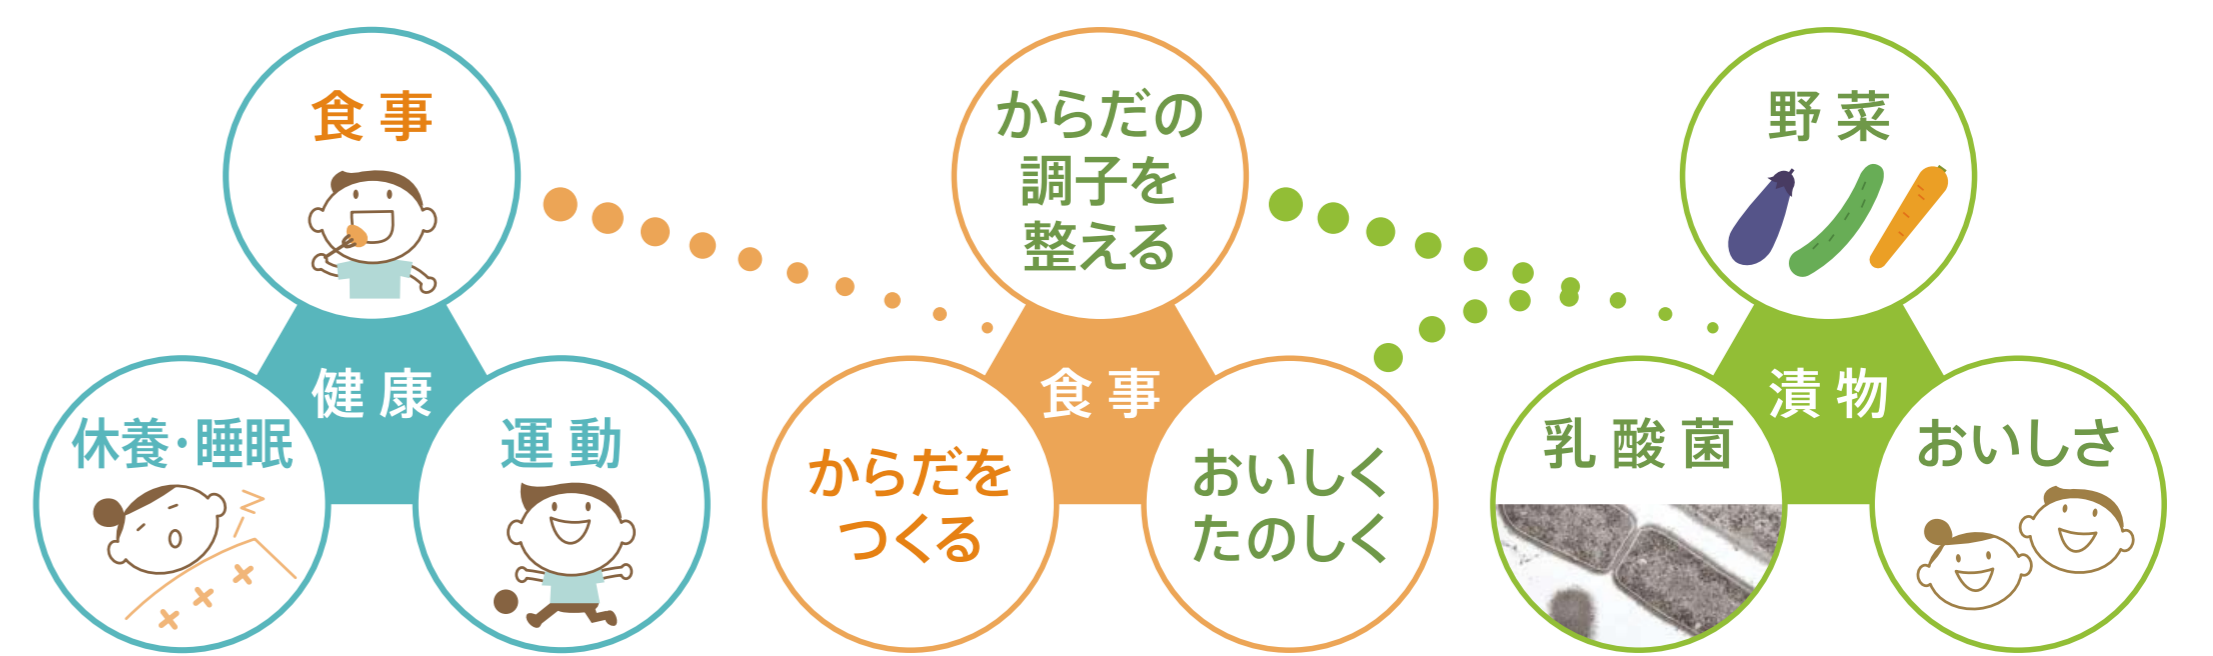 食事
健康
休養・睡眠
運動
からだの
調子を
整える
食事
からだを
つくる
おいしく
たのしく
野菜
漬物
乳酸菌
おいしさ